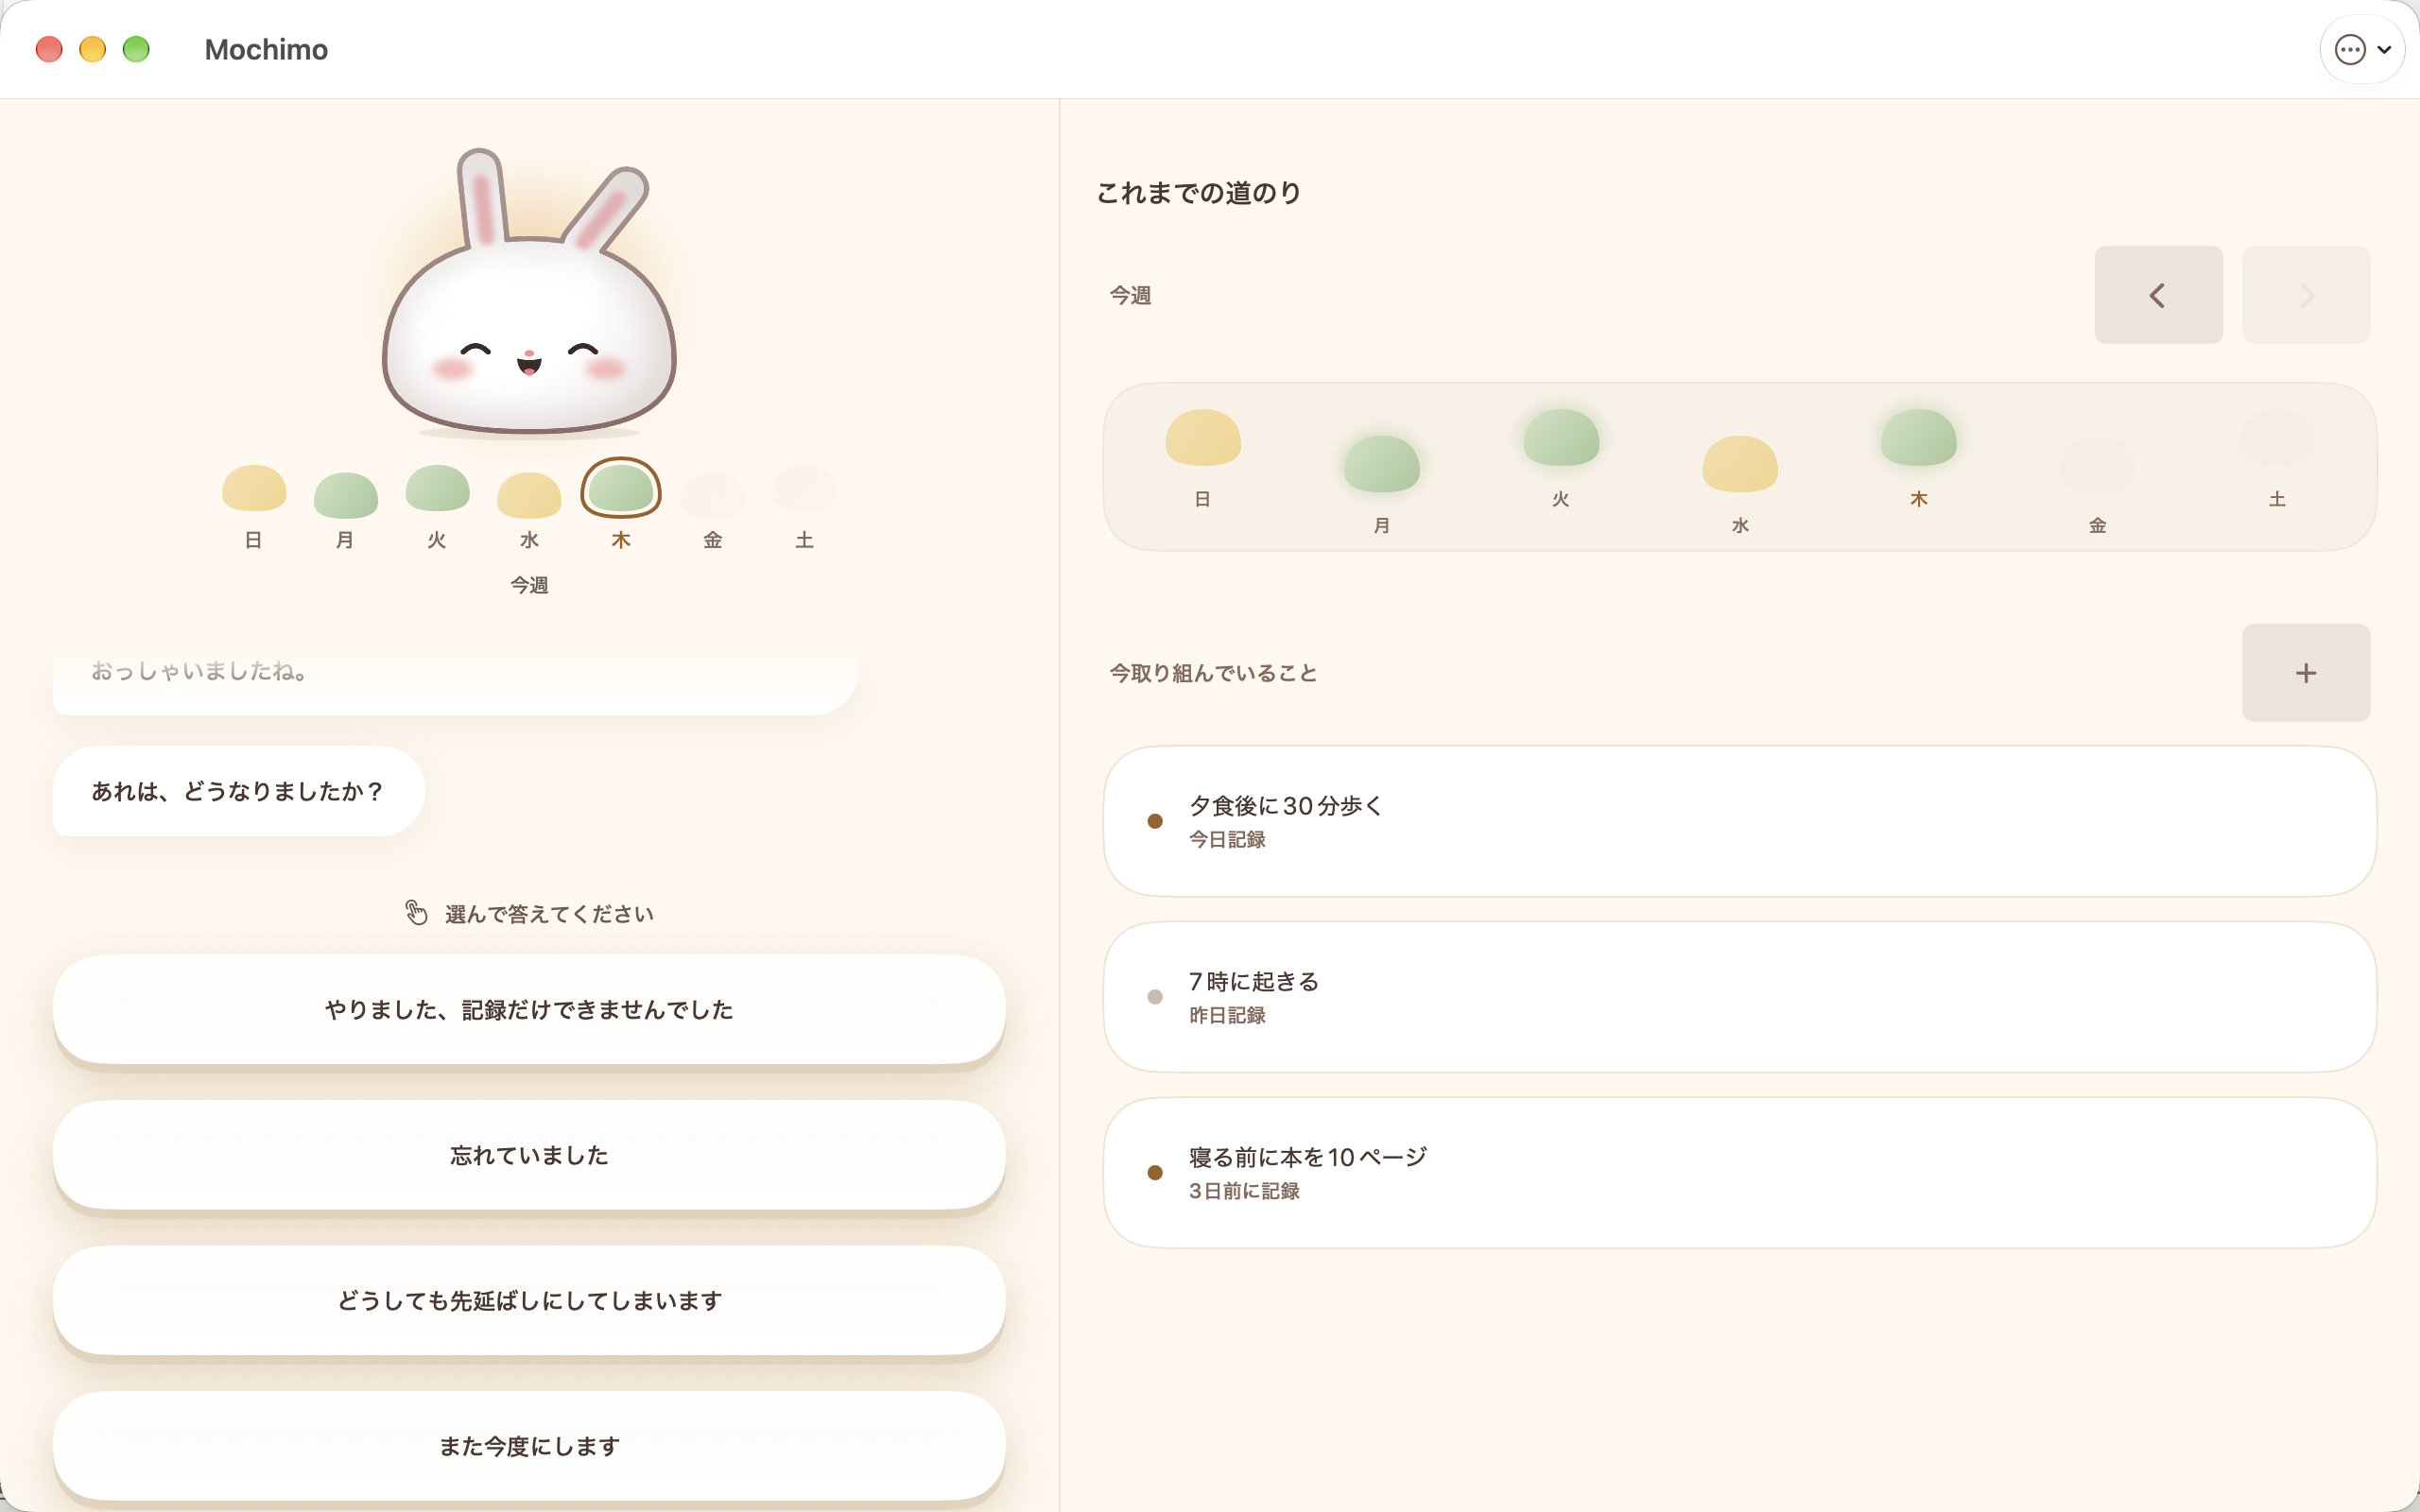 Mochimo
日 月 火 水 木 金 土
今週
おっしゃいましたね。
あれは、どうなりましたか？
選んで答えてください
やりました、記録だけできませんでした
忘れていました
どうしても先延ばしにしてしまいます
また今度にします
これまでの道のり
今週
日 月 火 水 木 金 土
今取り組んでいること
夕食後に30分歩く
今日記録
7時に起きる
昨日記録
寝る前に本を10ページ
3日前に記録